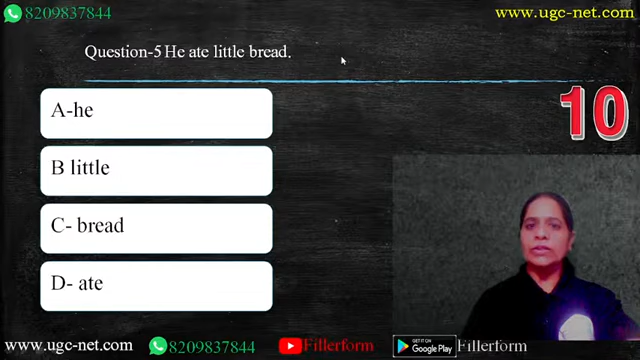 8209837844
www.ugc-net.com
Question-5 He ate little bread.
10
A-he
B little
C- bread
D- ate
www.ugc-net.com 8209837844 Fillerform GET IT ON Google Play Fillerform